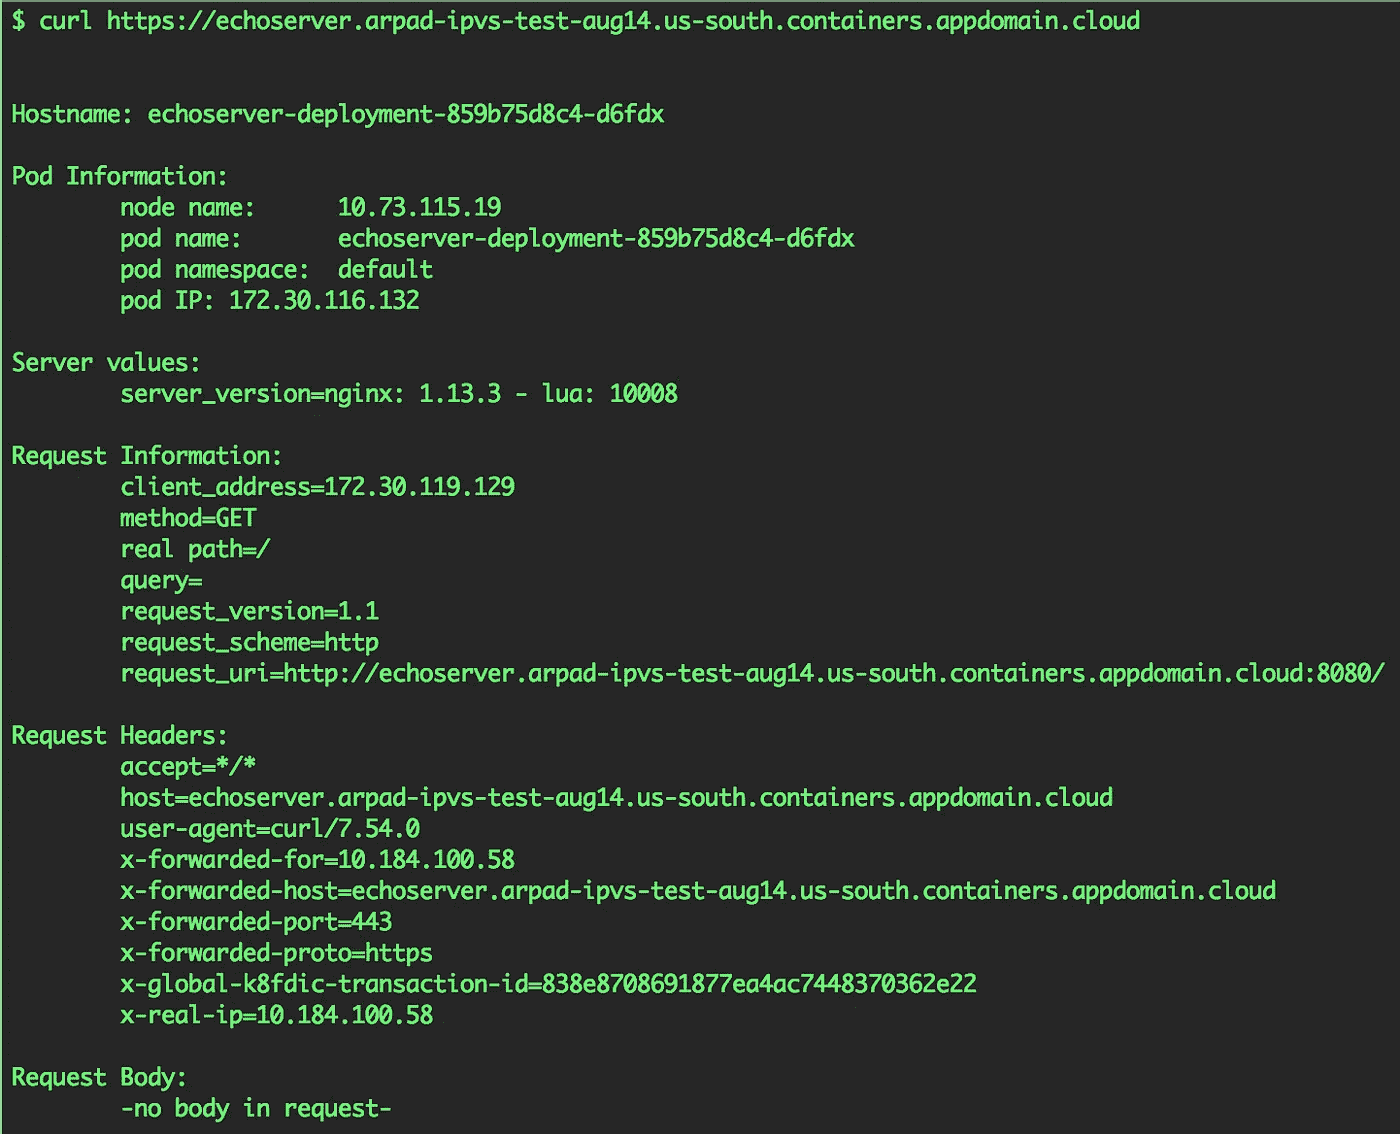 $ curl https://echoserver.arpad-ipvs-test-aug14.us-south.containers.appdomain.cloud
Hostname: echoserver-deployment-859b75d8c4-d6fdx
Pod Information:
node name: 10.73.115.19
pod name: echoserver-deployment-859b75d8c4-d6fdx
pod namespace: default
pod IP: 172.30.116.132
Server values:
server_version=nginx: 1.13.3 - lua: 10008
Request Information:
client_address=172.30.119.129
method=GET
real path=/
query=
request_version=1.1
request_scheme=http
request_uri=http://echoserver.arpad-ipvs-test-aug14.us-south.containers.appdomain.cloud:8080/
Request Headers:
accept=*/*
host=echoserver.arpad-ipvs-test-aug14.us-south.containers.appdomain.cloud
user-agent=curl/7.54.0
x-forwarded-for=10.184.100.58
x-forwarded-host=echoserver.arpad-ipvs-test-aug14.us-south.containers.appdomain.cloud
x-forwarded-port=443
x-forwarded-proto=https
x-global-k8fdic-transaction-id=838e8708691877ea4ac7448370362e22
x-real-ip=10.184.100.58
Request Body:
-no body in request-